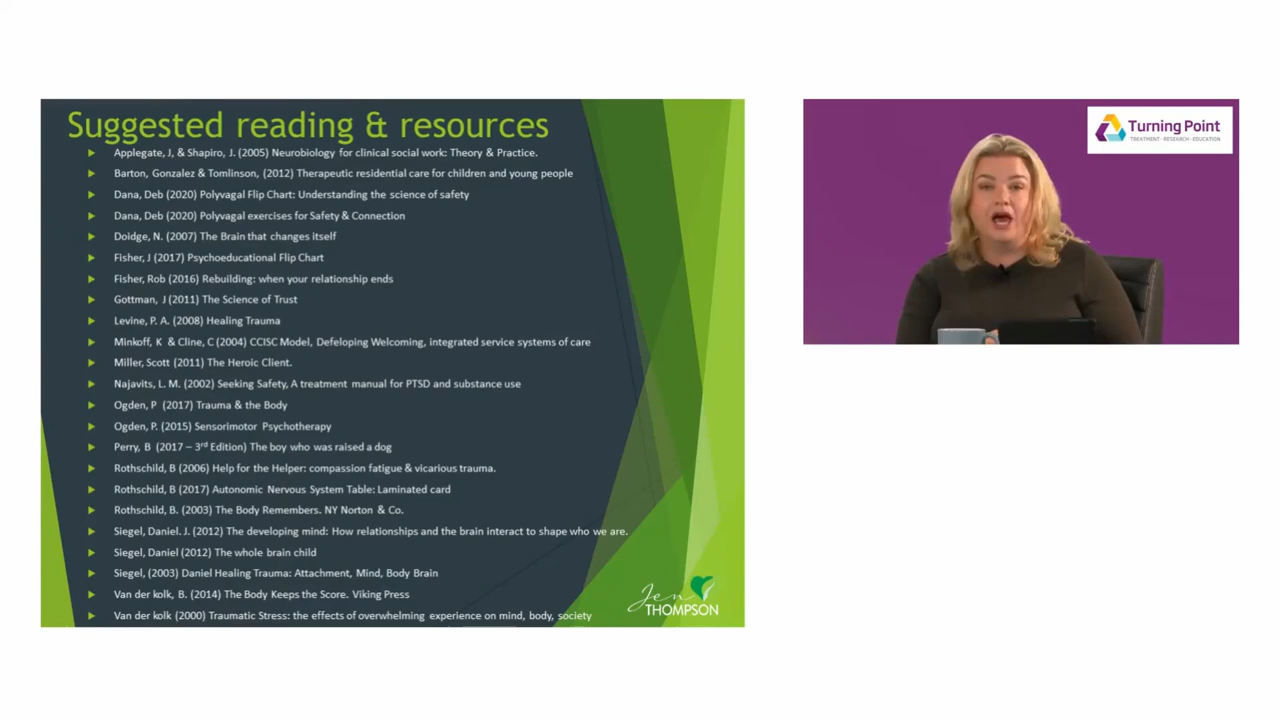 Suggested reading & resources
Applegate, J, & Shapiro, J. (2005) Neurobiology for clinical social work: Theory & Practice.
Barton, Gonzalez & Tomlinson, (2012) Therapeutic residential care for children and young people
Dana, Deb (2020) Polyvagal Flip Chart: Understanding the science of safety
Dana, Deb (2020) Polyvagal exercises for Safety & Connection
Doidge, N. (2007) The Brain that changes itself
Fisher, J (2017) Psychoeducational Flip Chart
Fisher, Rob (2016) Rebuilding: when your relationship ends
Gottman, J (2011) The Science of Trust
Levine, P. A. (2008) Healing Trauma
Minkoff, K & Cline, C (2004) CCISC Model, Defeloping Welcoming, integrated service systems of care
Miller, Scott (2011) The Heroic Client.
Najavits, L. M. (2002) Seeking Safety, A treatment manual for PTSD and substance use
Ogden, P (2017) Trauma & the Body
Ogden, P. (2015) Sensorimotor Psychotherapy
Perry, B (2017 – 3rd Edition) The boy who was raised a dog
Rothschild, B (2006) Help for the Helper: compassion fatigue & vicarious trauma.
Rothschild, B (2017) Autonomic Nervous System Table: Laminated card
Rothschild, B. (2003) The Body Remembers. NY Norton & Co.
Siegel, Daniel. J. (2012) The developing mind: How relationships and the brain interact to shape who we are.
Siegel, Daniel (2012) The whole brain child
Siegel, (2003) Daniel Healing Trauma: Attachment, Mind, Body Brain
Van der kolk, B. (2014) The Body Keeps the Score. Viking Press
Van der kolk (2000) Traumatic Stress: the effects of overwhelming experience on mind, body, society
Jen
THOMPSON
Turning Point
TREATMENT · RESEARCH · EDUCATION